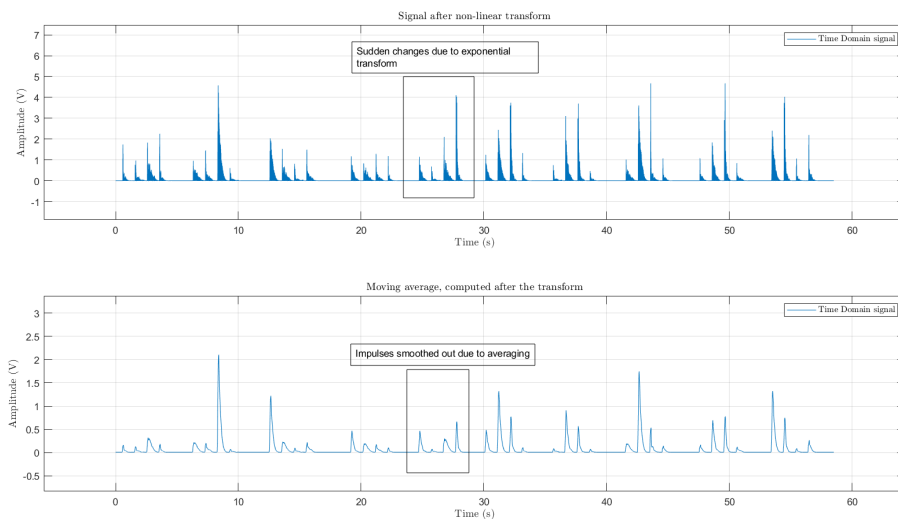 Signal after non-linear transform
Time Domain signal
Sudden changes due to exponential
transform
Amplitude (V)
7
6
5
4
3
2
1
0
-1
0 10 20 30 40 50 60
Time (s)
Moving average, computed after the transform
Time Domain signal
Impulses smoothed out due to averaging
Amplitude (V)
3
2.5
2
1.5
1
0.5
0
-0.5
0 10 20 30 40 50 60
Time (s)